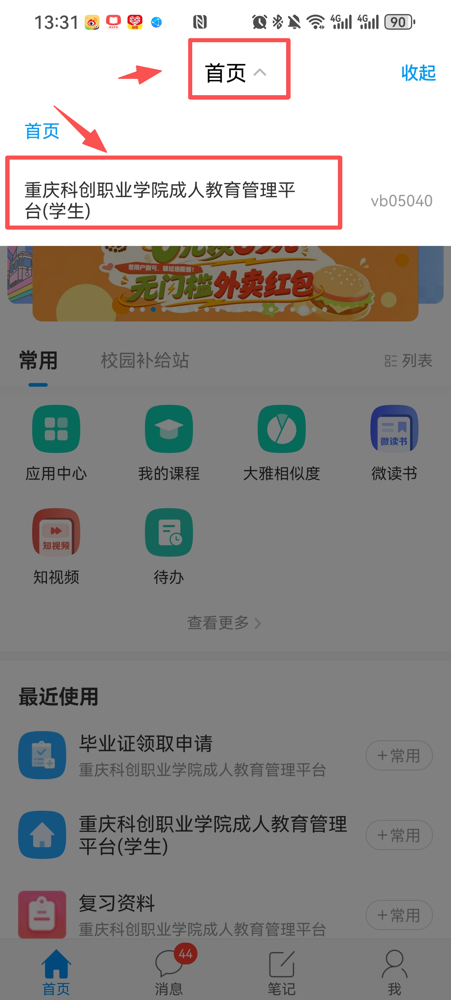 13:31
618
4G
4G
90
首页
收起
首页
重庆科创职业学院成人教育管理平
台(学生)
vb05040
老用户别亏，领过还能领！
无门槛外卖红包
常用
校园补给站
列表
微读书
应用中心
我的课程
大雅相似度
微读书
知视频
知视频
待办
查看更多
最近使用
毕业证领取申请
重庆科创职业学院成人教育管理平台
+常用
重庆科创职业学院成人教育管理
平台(学生)
+常用
复习资料
重庆科创职业学院成人教育管理平台
+常用
44
首页
消息
笔记
我